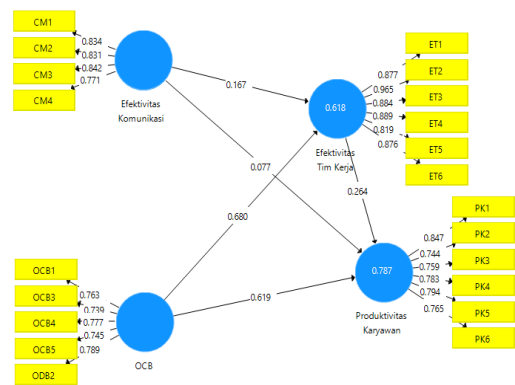 CM1
CM2
CM3
CM4
0.834
0.831
0.842
0.771
Efektivitas
Komunikasi
0.167
0.077
0.680
0.619
0.264
0.618
Efektivitas
Tim Kerja
ET1
ET2
ET3
ET4
ET5
ET6
0.877
0.965
0.884
0.889
0.819
0.876
OCB1
OCB3
OCB4
OCB5
ODB2
0.763
0.739
0.777
0.745
0.789
OCB
0.787
Produktivitas
Karyawan
PK1
PK2
PK3
PK4
PK5
PK6
0.847
0.744
0.759
0.783
0.794
0.765